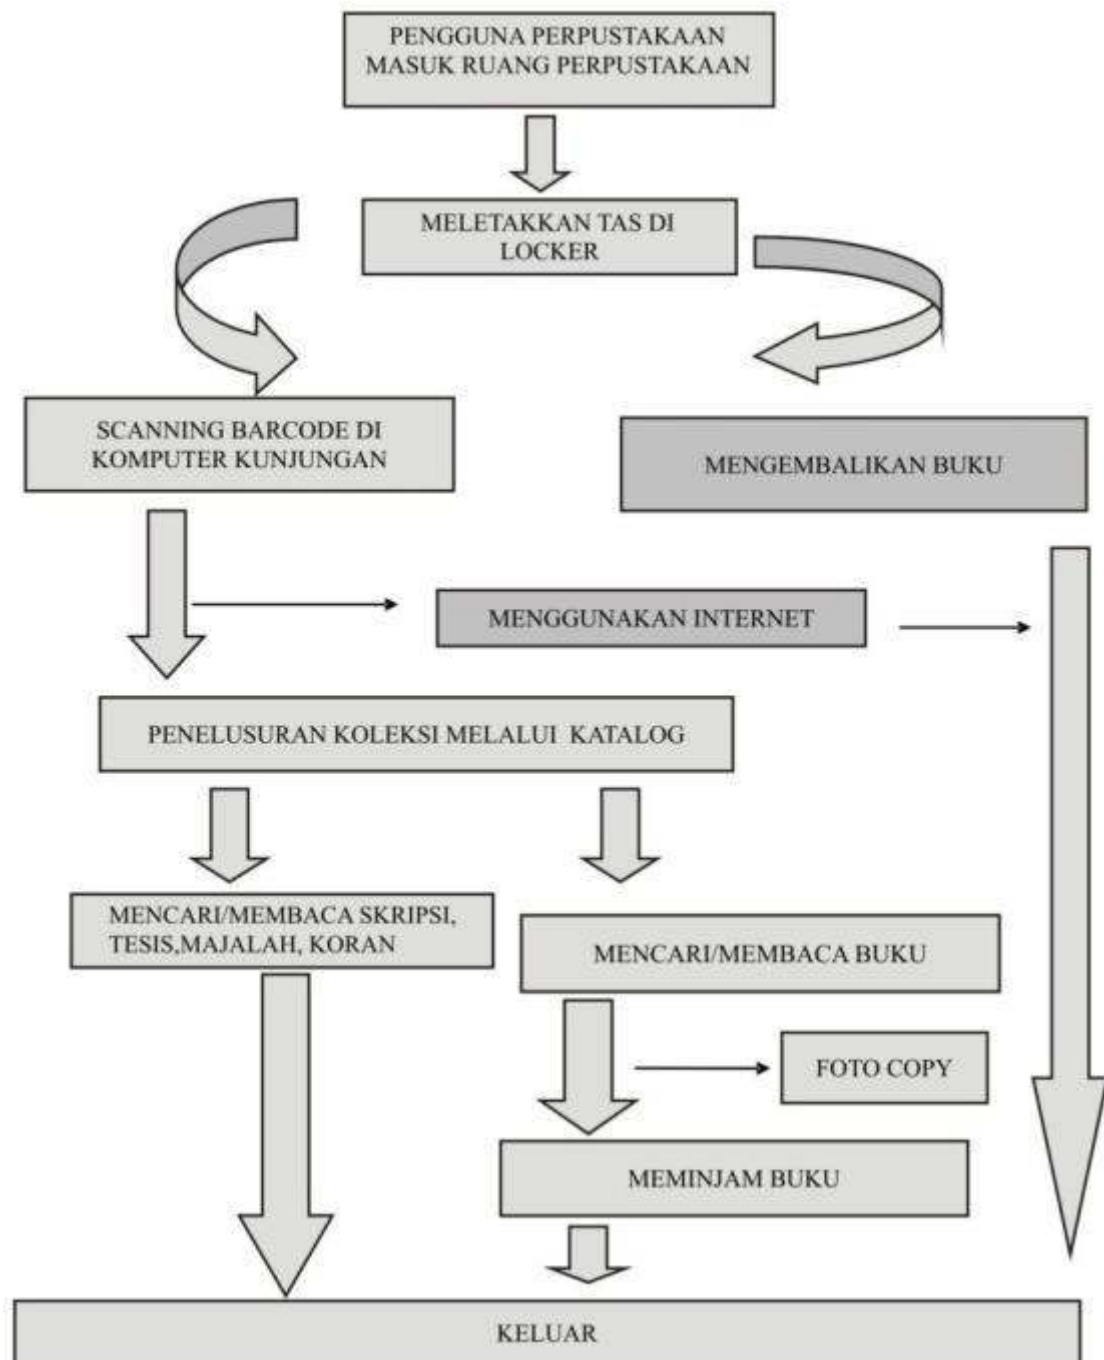 PENGGUNA PERPUSTAKAAN
MASUK RUANG PERPUSTAKAAN
MELETAKKAN TAS DI
LOCKER
SCANNING BARCODE DI
KOMPUTER KUNJUNGAN
MENGEMBALIKAN BUKU
MENGGUNAKAN INTERNET
PENELUSURAN KOLEKSI MELALUI KATALOG
MENCARI/MEMBACA SKRIPSI,
TESIS,MAJALAH, KORAN
MENCARI/MEMBACA BUKU
FOTO COPY
MEMINJAM BUKU
KELUAR